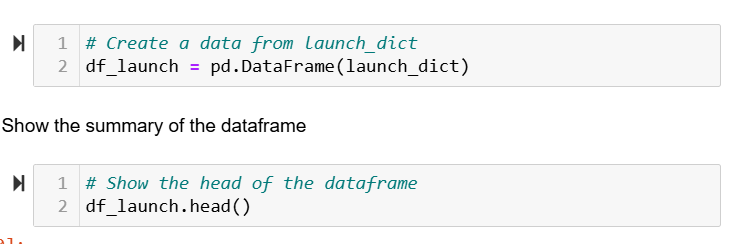 1 # Create a data from launch_dict
2 df_launch = pd.DataFrame(launch_dict)
Show the summary of the dataframe
1 # Show the head of the dataframe
2 df_launch.head()